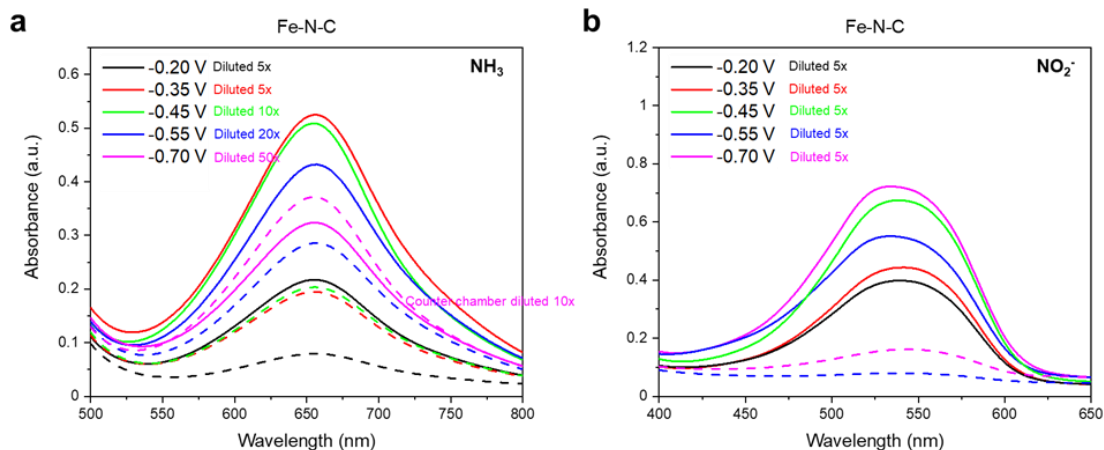 a
Fe-N-C
NH₃
-0.20 V Diluted 5x
-0.35 V Diluted 5x
-0.45 V Diluted 10x
-0.55 V Diluted 20x
-0.70 V Diluted 50x
Counter chamber diluted 10x
0.6
0.5
0.4
0.3
0.2
0.1
0
Absorbance (a.u.)
500 550 600 650 700 750 800
Wavelength (nm)
b
Fe-N-C
NO₂⁻
-0.20 V Diluted 5x
-0.35 V Diluted 5x
-0.45 V Diluted 5x
-0.55 V Diluted 5x
-0.70 V Diluted 5x
1.2
1
0.8
0.6
0.4
0.2
0
Absorbance (a.u.)
400 450 500 550 600 650
Wavelength (nm)